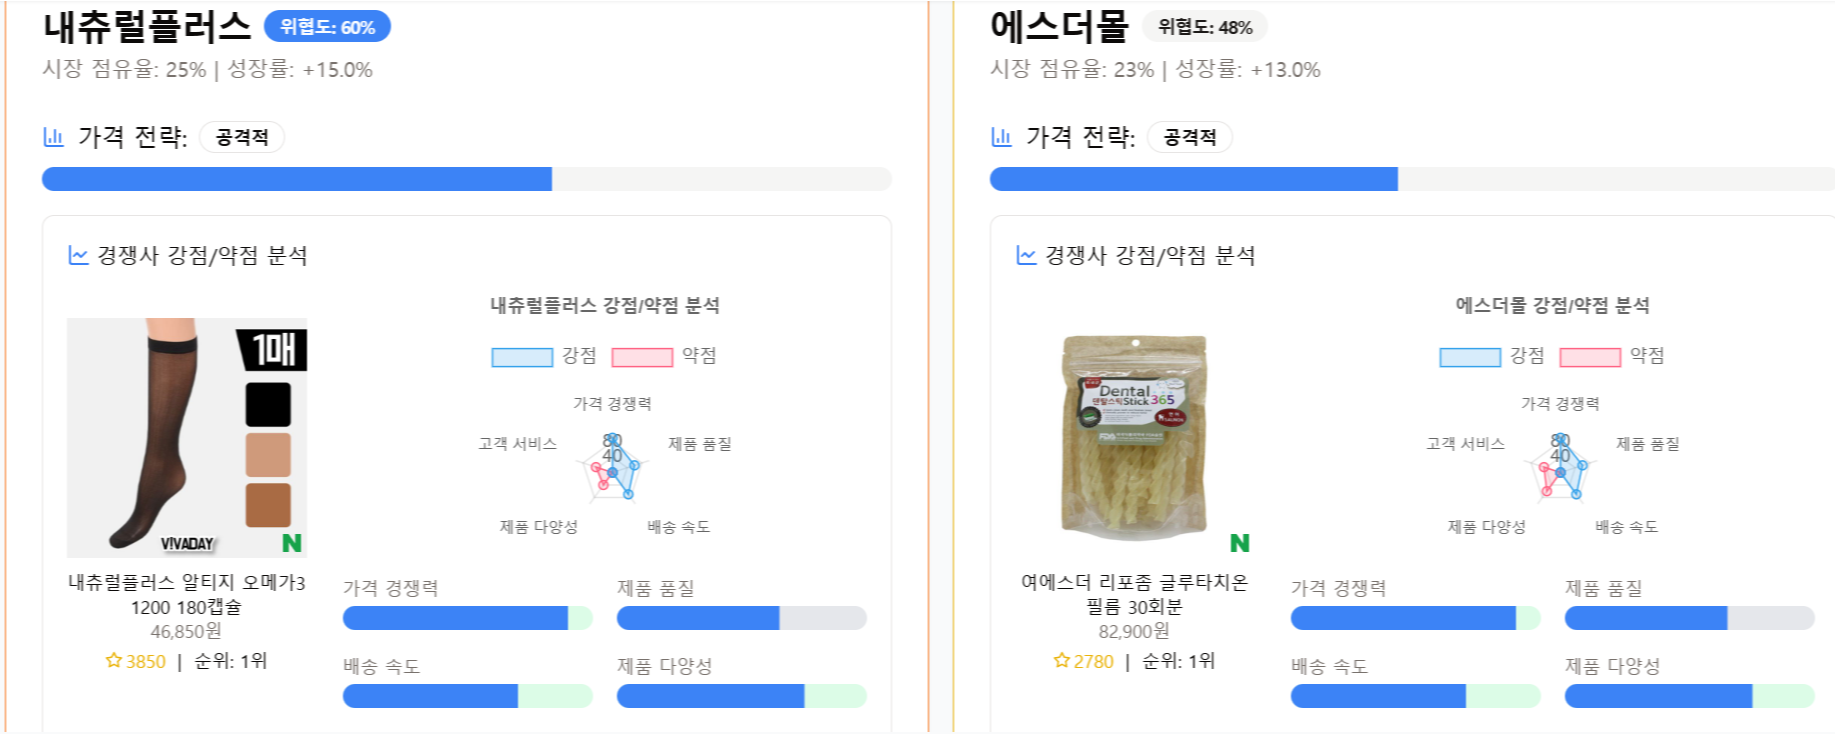 내츄럴플러스 위협도: 60%
시장 점유율: 25% | 성장률: +15.0%
가격 전략: 공격적
경쟁사 강점/약점 분석
내츄럴플러스 강점/약점 분석
강점 약점
가격 경쟁력
고객 서비스
80
제품 품질
40
제품 다양성
배송 속도
1매
VIVADAY
N
내츄럴플러스 알티지 오메가3
1200 180캡슐
46,850원
3850 | 순위: 1위
가격 경쟁력
제품 품질
배송 속도
제품 다양성
에스더몰 위협도: 48%
시장 점유율: 23% | 성장률: +13.0%
가격 전략: 공격적
경쟁사 강점/약점 분석
에스더몰 강점/약점 분석
강점 약점
가격 경쟁력
고객 서비스
80
제품 품질
40
제품 다양성
배송 속도
Dental
덴탈스틱 Stick 365
N
여에스더 리포좀 글루타치온
필름 30회분
82,900원
2780 | 순위: 1위
가격 경쟁력
제품 품질
배송 속도
제품 다양성